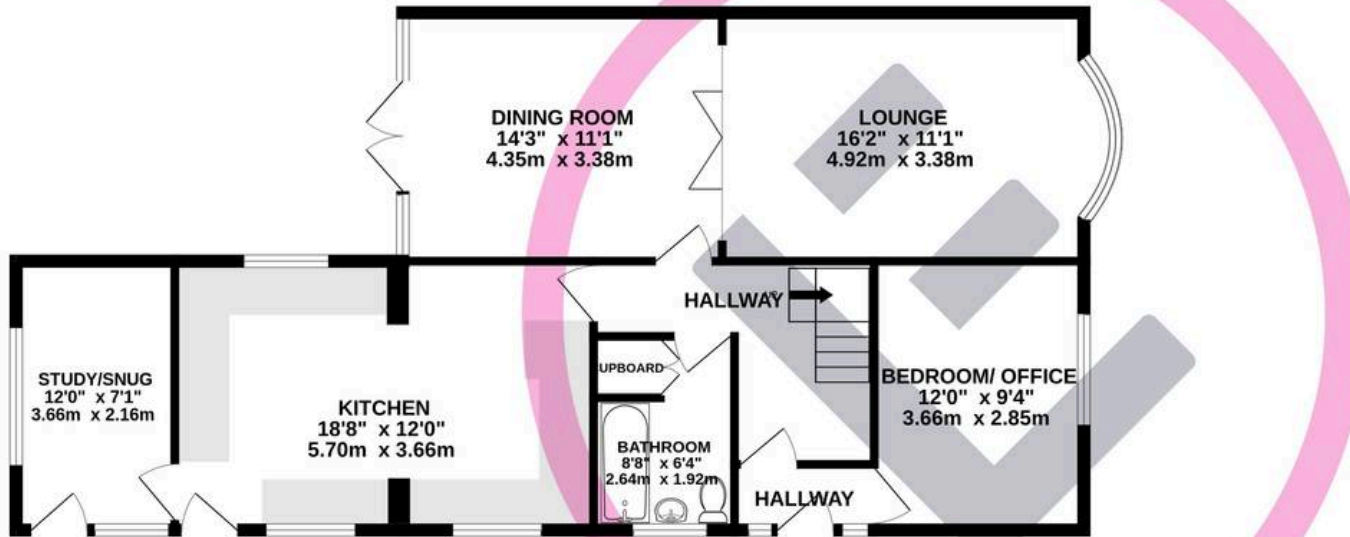 DINING ROOM
14'3" x 11'1"
4.35m x 3.38m
LOUNGE
16'2" x 11'1"
4.92m x 3.38m
HALLWAY
STUDY/SNUG
12'0" x 7'1"
3.66m x 2.16m
KITCHEN
18'8" x 12'0"
5.70m x 3.66m
UPBOARD
BEDROOM/ OFFICE
12'0" x 9'4"
3.66m x 2.85m
BATHROOM
8'8" x 6'4"
2.64m x 1.92m
HALLWAY